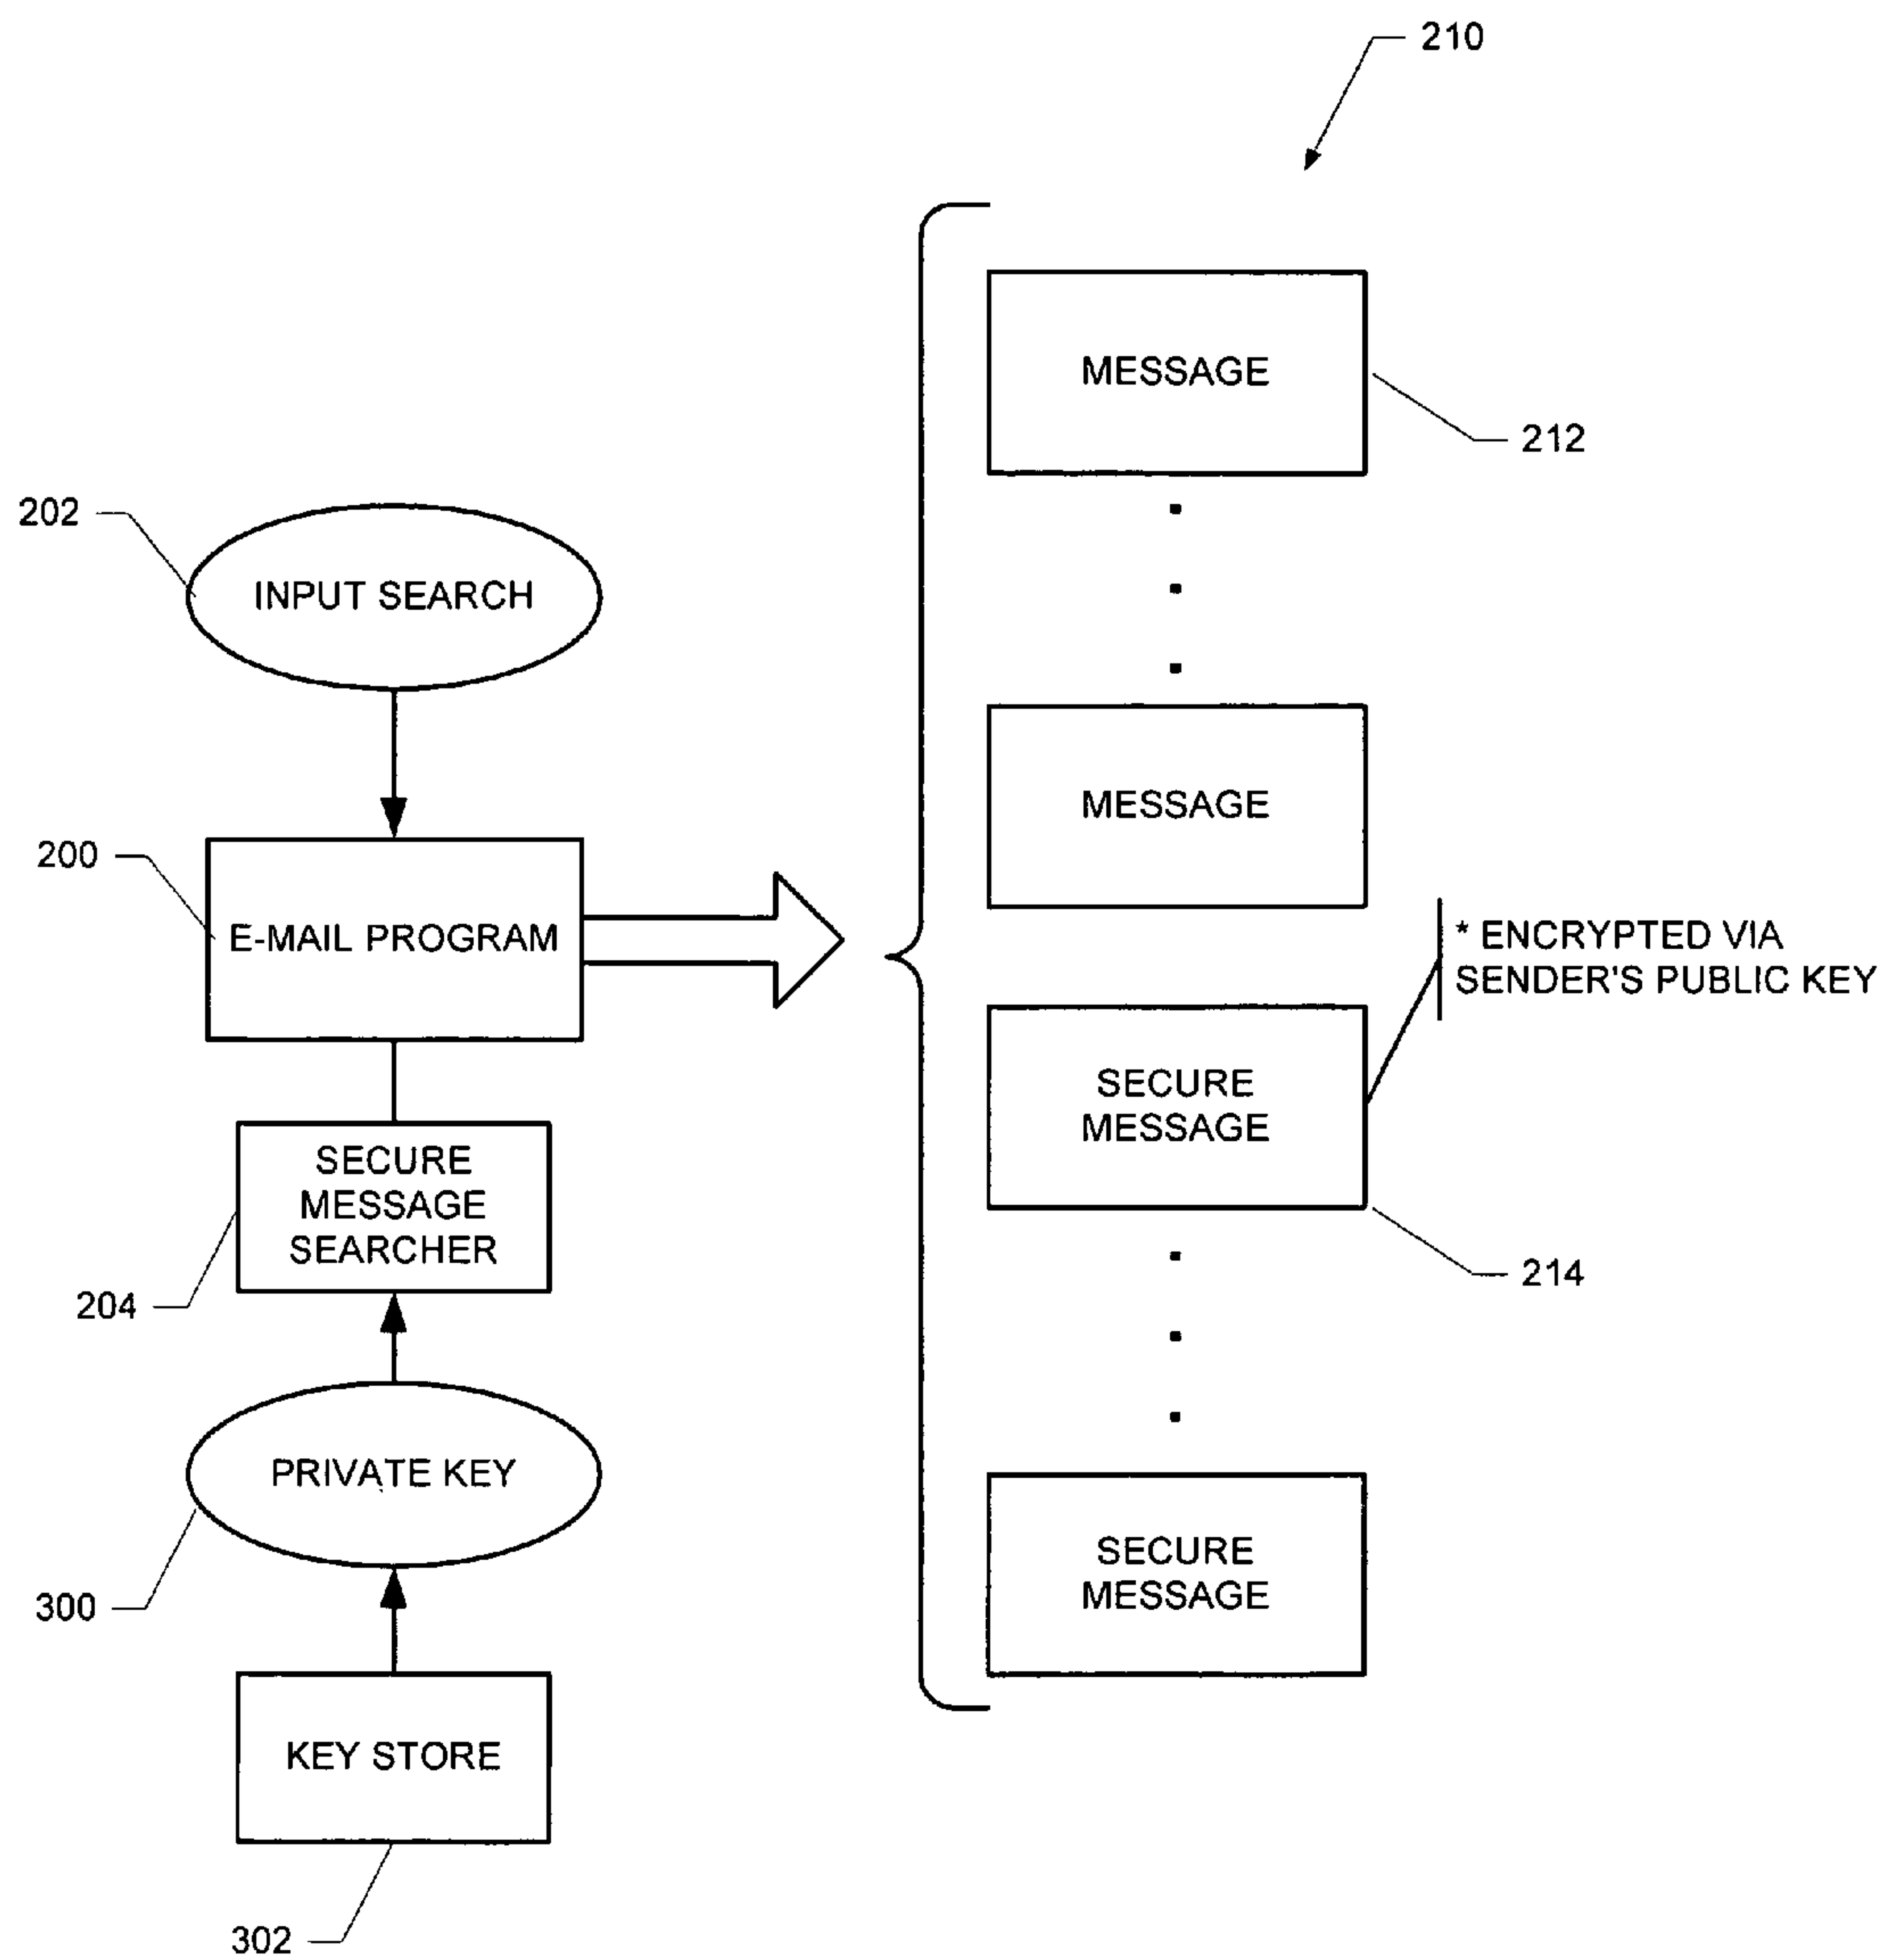 210
MESSAGE
212
202
INPUT SEARCH
MESSAGE
200
E-MAIL PROGRAM
* ENCRYPTED VIA
SENDER'S PUBLIC KEY
SECURE
MESSAGE
214
SECURE
MESSAGE
SEARCHER
204
PRIVATE KEY
300
SECURE
MESSAGE
KEY STORE
302